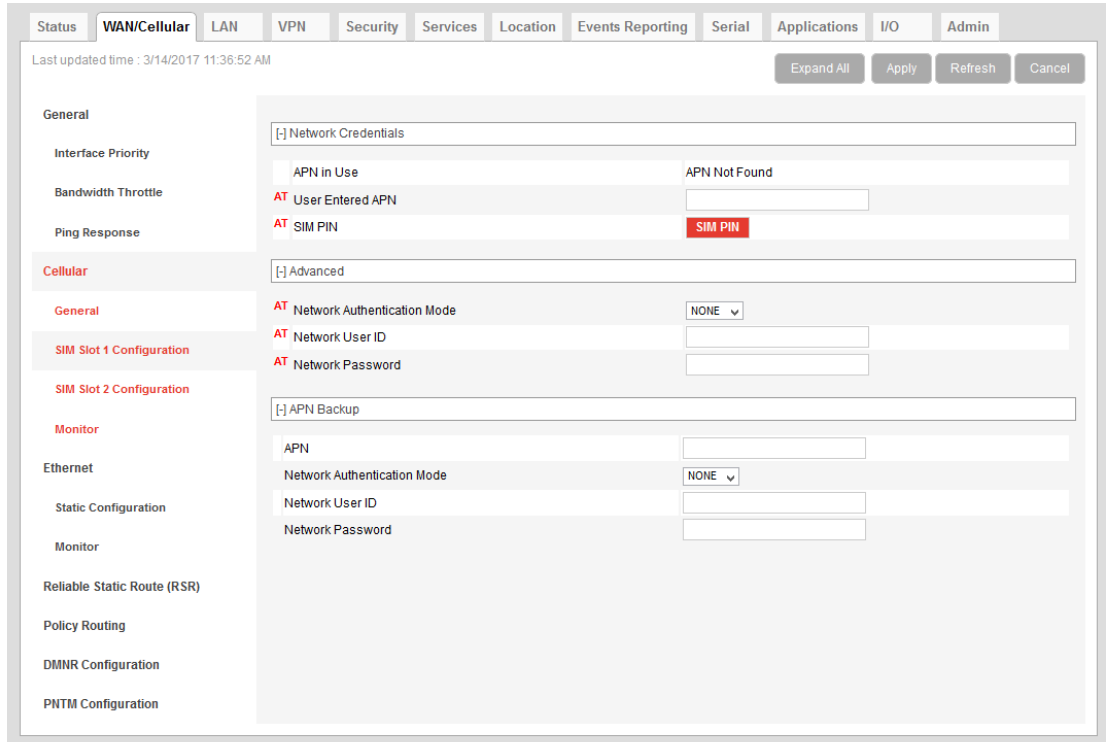 Status WAN/Cellular LAN VPN Security Services Location Events Reporting Serial Applications I/O Admin
Last updated time : 3/14/2017 11:36:52 AM
Expand All Apply Refresh Cancel
General
Interface Priority
Bandwidth Throttle
Ping Response
Cellular
General
SIM Slot 1 Configuration
SIM Slot 2 Configuration
Monitor
Ethernet
Static Configuration
Monitor
Reliable Static Route (RSR)
Policy Routing
DMNR Configuration
PNTM Configuration
[-] Network Credentials
APN in Use APN Not Found
AT User Entered APN
AT SIM PIN SIM PIN
[-] Advanced
AT Network Authentication Mode NONE
AT Network User ID
AT Network Password
[-] APN Backup
APN
Network Authentication Mode NONE
Network User ID
Network Password